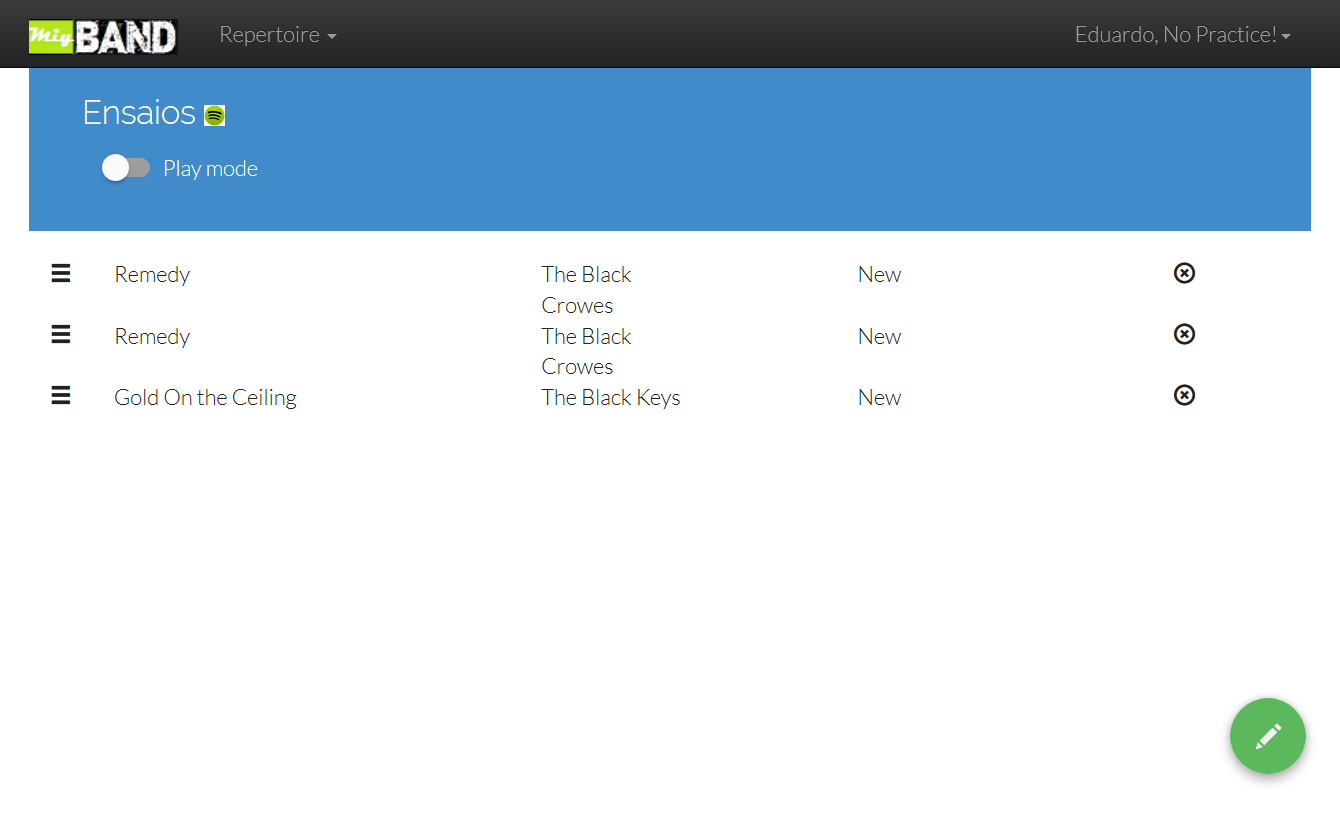 Miy BAND Repertoire Eduardo, No Practice!
Ensaios
Play mode
Remedy The Black Crowes New
Remedy The Black Crowes New
Gold On the Ceiling The Black Keys New